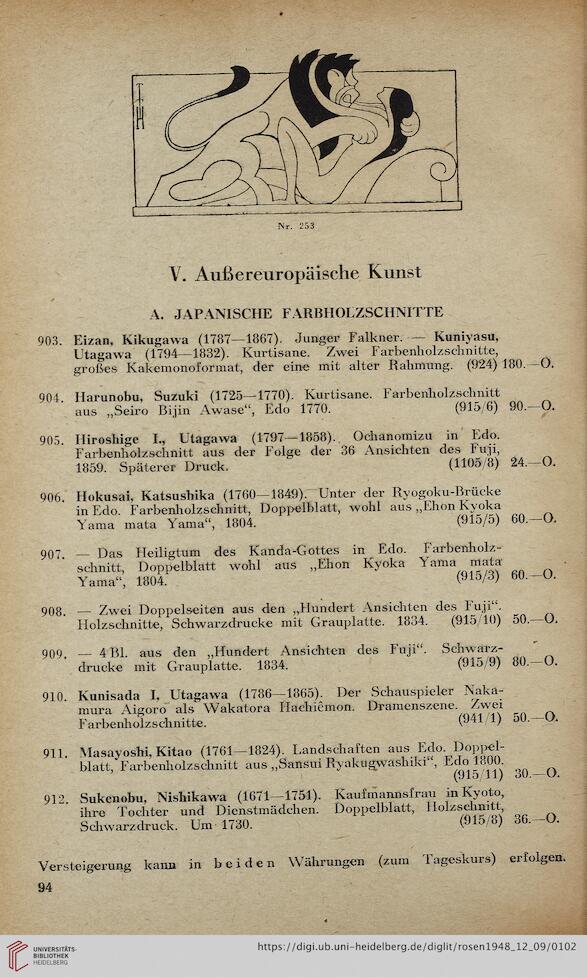 Nr. 253
V. Außereuropäische Kunst
A. JAPANISCHE FARBHOLZSCHNITTE
903. Eizan, Kikugawa (1787—1867). Junger Falkner. — Kuniyasu,
Utagawa (1794—1832). Kurtisane. Zwei Farbenholzschnitte,
großes Kakemonoformat, der eine mit alter Rahmung. (924) 180.—O.
904. Harunobu, Suzuki (1725—1770). Kurtisane. Farbenholzschnitt
aus „Seiro Bijin Awase“, Edo 1770. (915/6) 90.—O.
905. Hiroshige I., Utagawa (1797—1858). Ochanomizu in Edo.
Farbenholzschnitt aus der Folge der 36 Ansichten des Fuji,
1859. Späterer Druck. (1105/8) 24.—O.
906. Hokusai, Katsushika (1760—1849). Unter der Ryogoku-Brücke
in Edo. Farbenholzschnitt, Doppelblatt, wohl aus „Ehon Kyoka
Yama mata Yama“, 1804. (915/5) 60.—O.
907. — Das Heiligtum des Kanda-Gottes in Edo. Farbenholz-
schnitt, Doppelblatt wohl aus „Ehon Kyoka Yama mata
Yama“, 1804. (915/3) 60.—O.
908. — Zwei Doppelseiten aus den „Hundert Ansichten des Fuji“.
Holzschnitte, Schwarzdrucke mit Grauplatte. 1834. (915/10) 50.—O.
909. — 4 Bl. aus den „Hundert Ansichten des Fuji“. Schwarz-
drucke mit Grauplatte. 1834. (915/9) 80.—O.
910. Kunisada I, Utagawa (1786—1865). Der Schauspieler Naka-
mura Aigoro als Wakatora Hachiêmon. Dramenszene. Zwei
Farbenholzschnitte. (941/1) 50.—O.
911. Masayoshi, Kitao (1761—1824). Landschaften aus Edo. Doppel-
blatt, Farbenholzschnitt aus „Sansui Ryakugwashiki“, Edo 1800.
(915/11) 30.—O.
912. Sukenobu, Nishikawa (1671—1751). Kaufmannsfrau in Kyoto,
ihre Tochter und Dienstmädchen. Doppelblatt, Holzschnitt,
Schwarzdruck. Um 1730. (915/8) 36.—O.
Versteigerung kann in beiden Währungen (zum Tageskurs) erfolgen.
94
UNIVERSITÄTS-
BIBLIOTHEK
HEIDELBERG
https://digi.ub.uni-heidelberg.de/diglit/rosen1948_12_09/0102